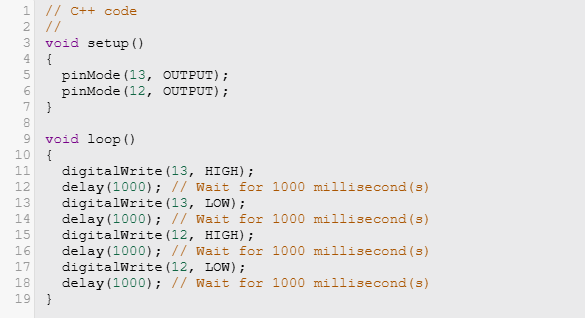 1 // C++ code
2 //
3 void setup()
4 {
5   pinMode(13, OUTPUT);
6   pinMode(12, OUTPUT);
7 }
8
9 void loop()
10 {
11   digitalWrite(13, HIGH);
12   delay(1000); // Wait for 1000 millisecond(s)
13   digitalWrite(13, LOW);
14   delay(1000); // Wait for 1000 millisecond(s)
15   digitalWrite(12, HIGH);
16   delay(1000); // Wait for 1000 millisecond(s)
17   digitalWrite(12, LOW);
18   delay(1000); // Wait for 1000 millisecond(s)
19 }